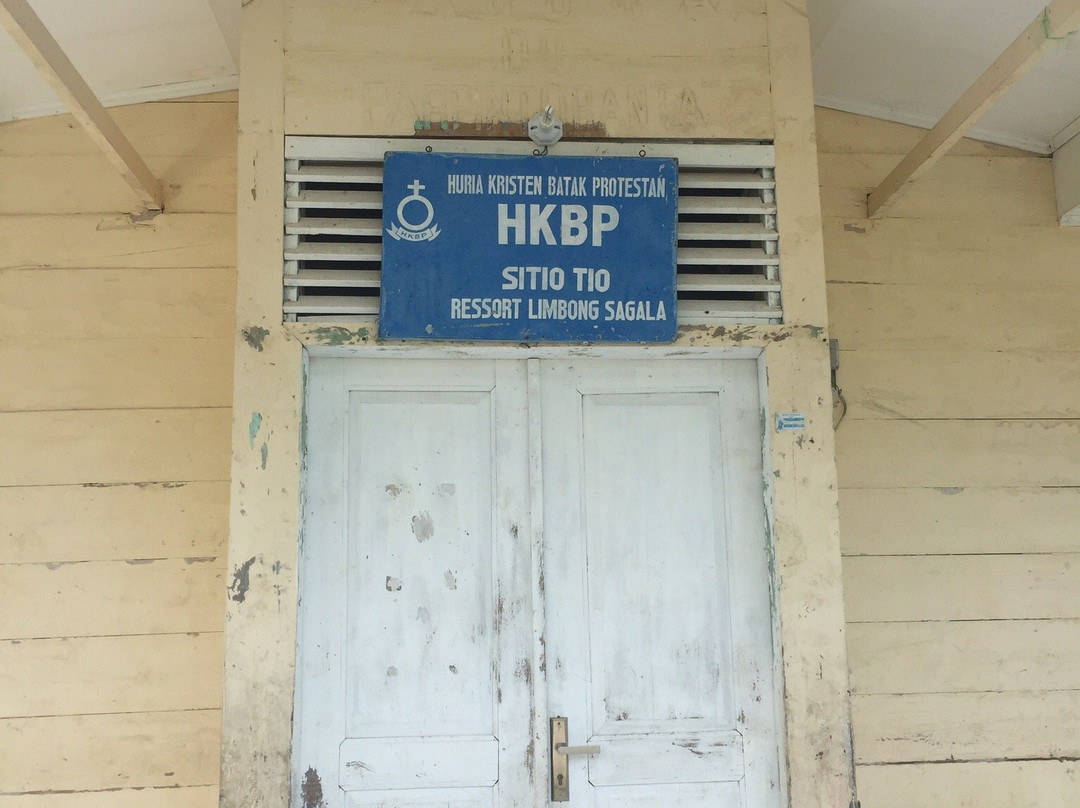 HURIA KRISTEN BATAK PROTESTAN
HKBP
HKBP
SITIO TIO
RESSORT LIMBONG SAGALA